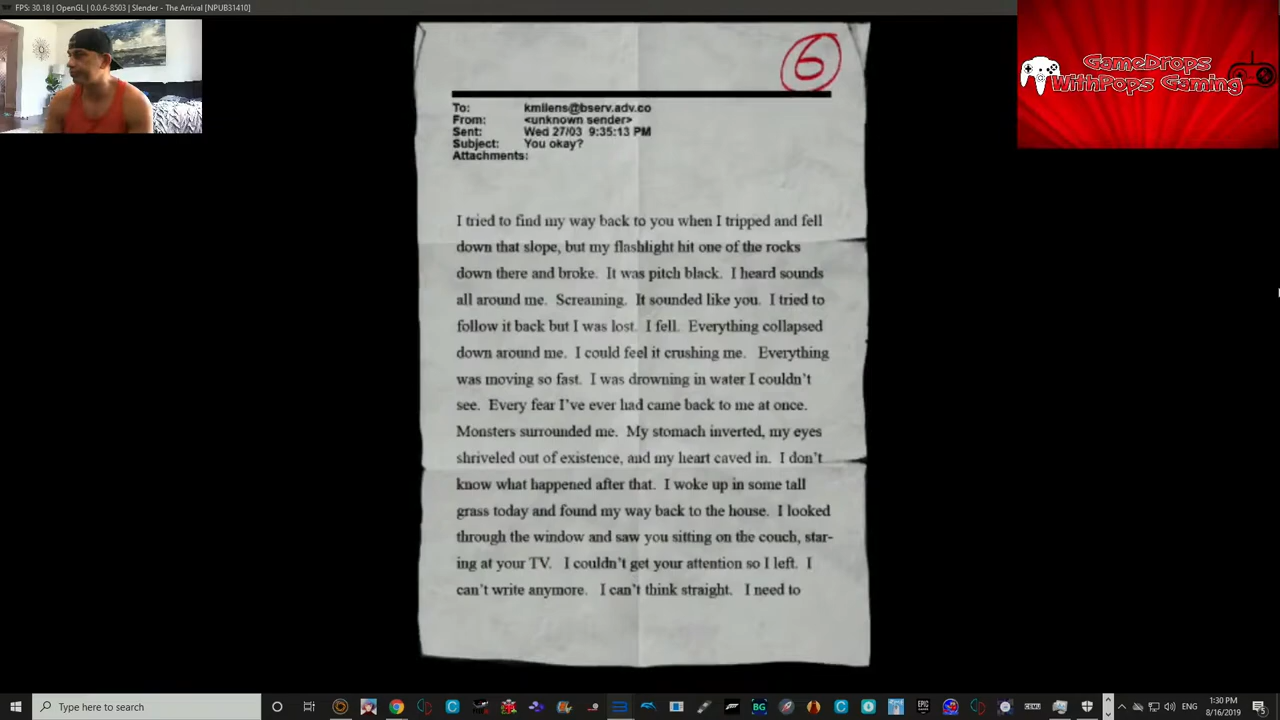 FPS: 30.18 | OpenGL | 0.0.6-8503 | Slender - The Arrival [NPUB31410]
GameDrops
WithPops Gaming
6
To: kmilens@bserv.adv.co
From: <unknown sender>
Sent: Wed 27/03 9:35:13 PM
Subject: You okay?
Attachments:
I tried to find my way back to you when I tripped and fell
down that slope, but my flashlight hit one of the rocks
down there and broke. It was pitch black. I heard sounds
all around me. Screaming. It sounded like you. I tried to
follow it back but I was lost. I fell. Everything collapsed
down around me. I could feel it crushing me. Everything
was moving so fast. I was drowning in water I couldn't
see. Every fear I've ever had came back to me at once.
Monsters surrounded me. My stomach inverted, my eyes
shriveled out of existence, and my heart caved in. I don't
know what happened after that. I woke up in some tall
grass today and found my way back to the house. I looked
through the window and saw you sitting on the couch, star-
ing at your TV. I couldn't get your attention so I left. I
can't write anymore. I can't think straight. I need to
Type here to search
BG
EPIC
ENG
1:30 PM
8/16/2019